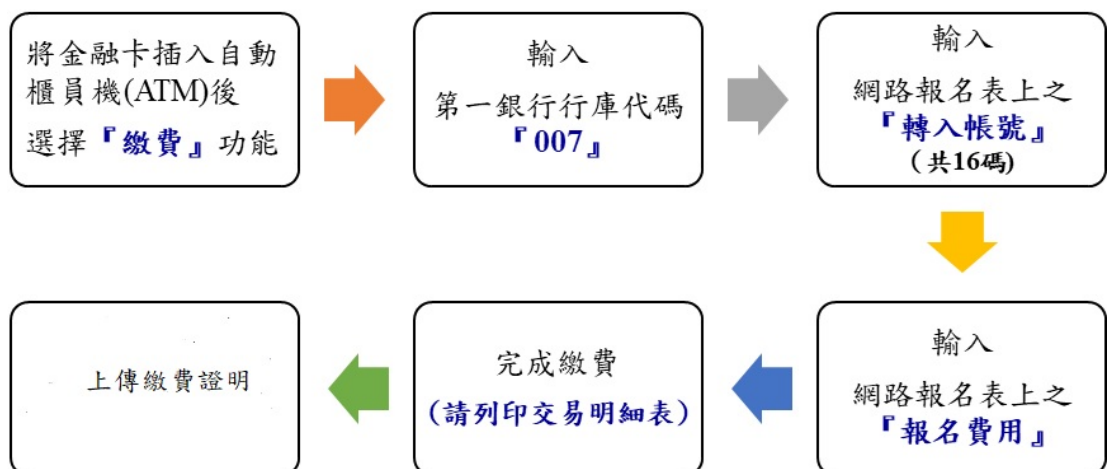 將金融卡插入自動
櫃員機(ATM)後
選擇『繳費』功能
輸入
第一銀行行庫代碼
『007』
輸入
網路報名表上之
『轉入帳號』
(共16碼)
輸入
網路報名表上之
『報名費用』
完成繳費
(請列印交易明細表)
上傳繳費證明